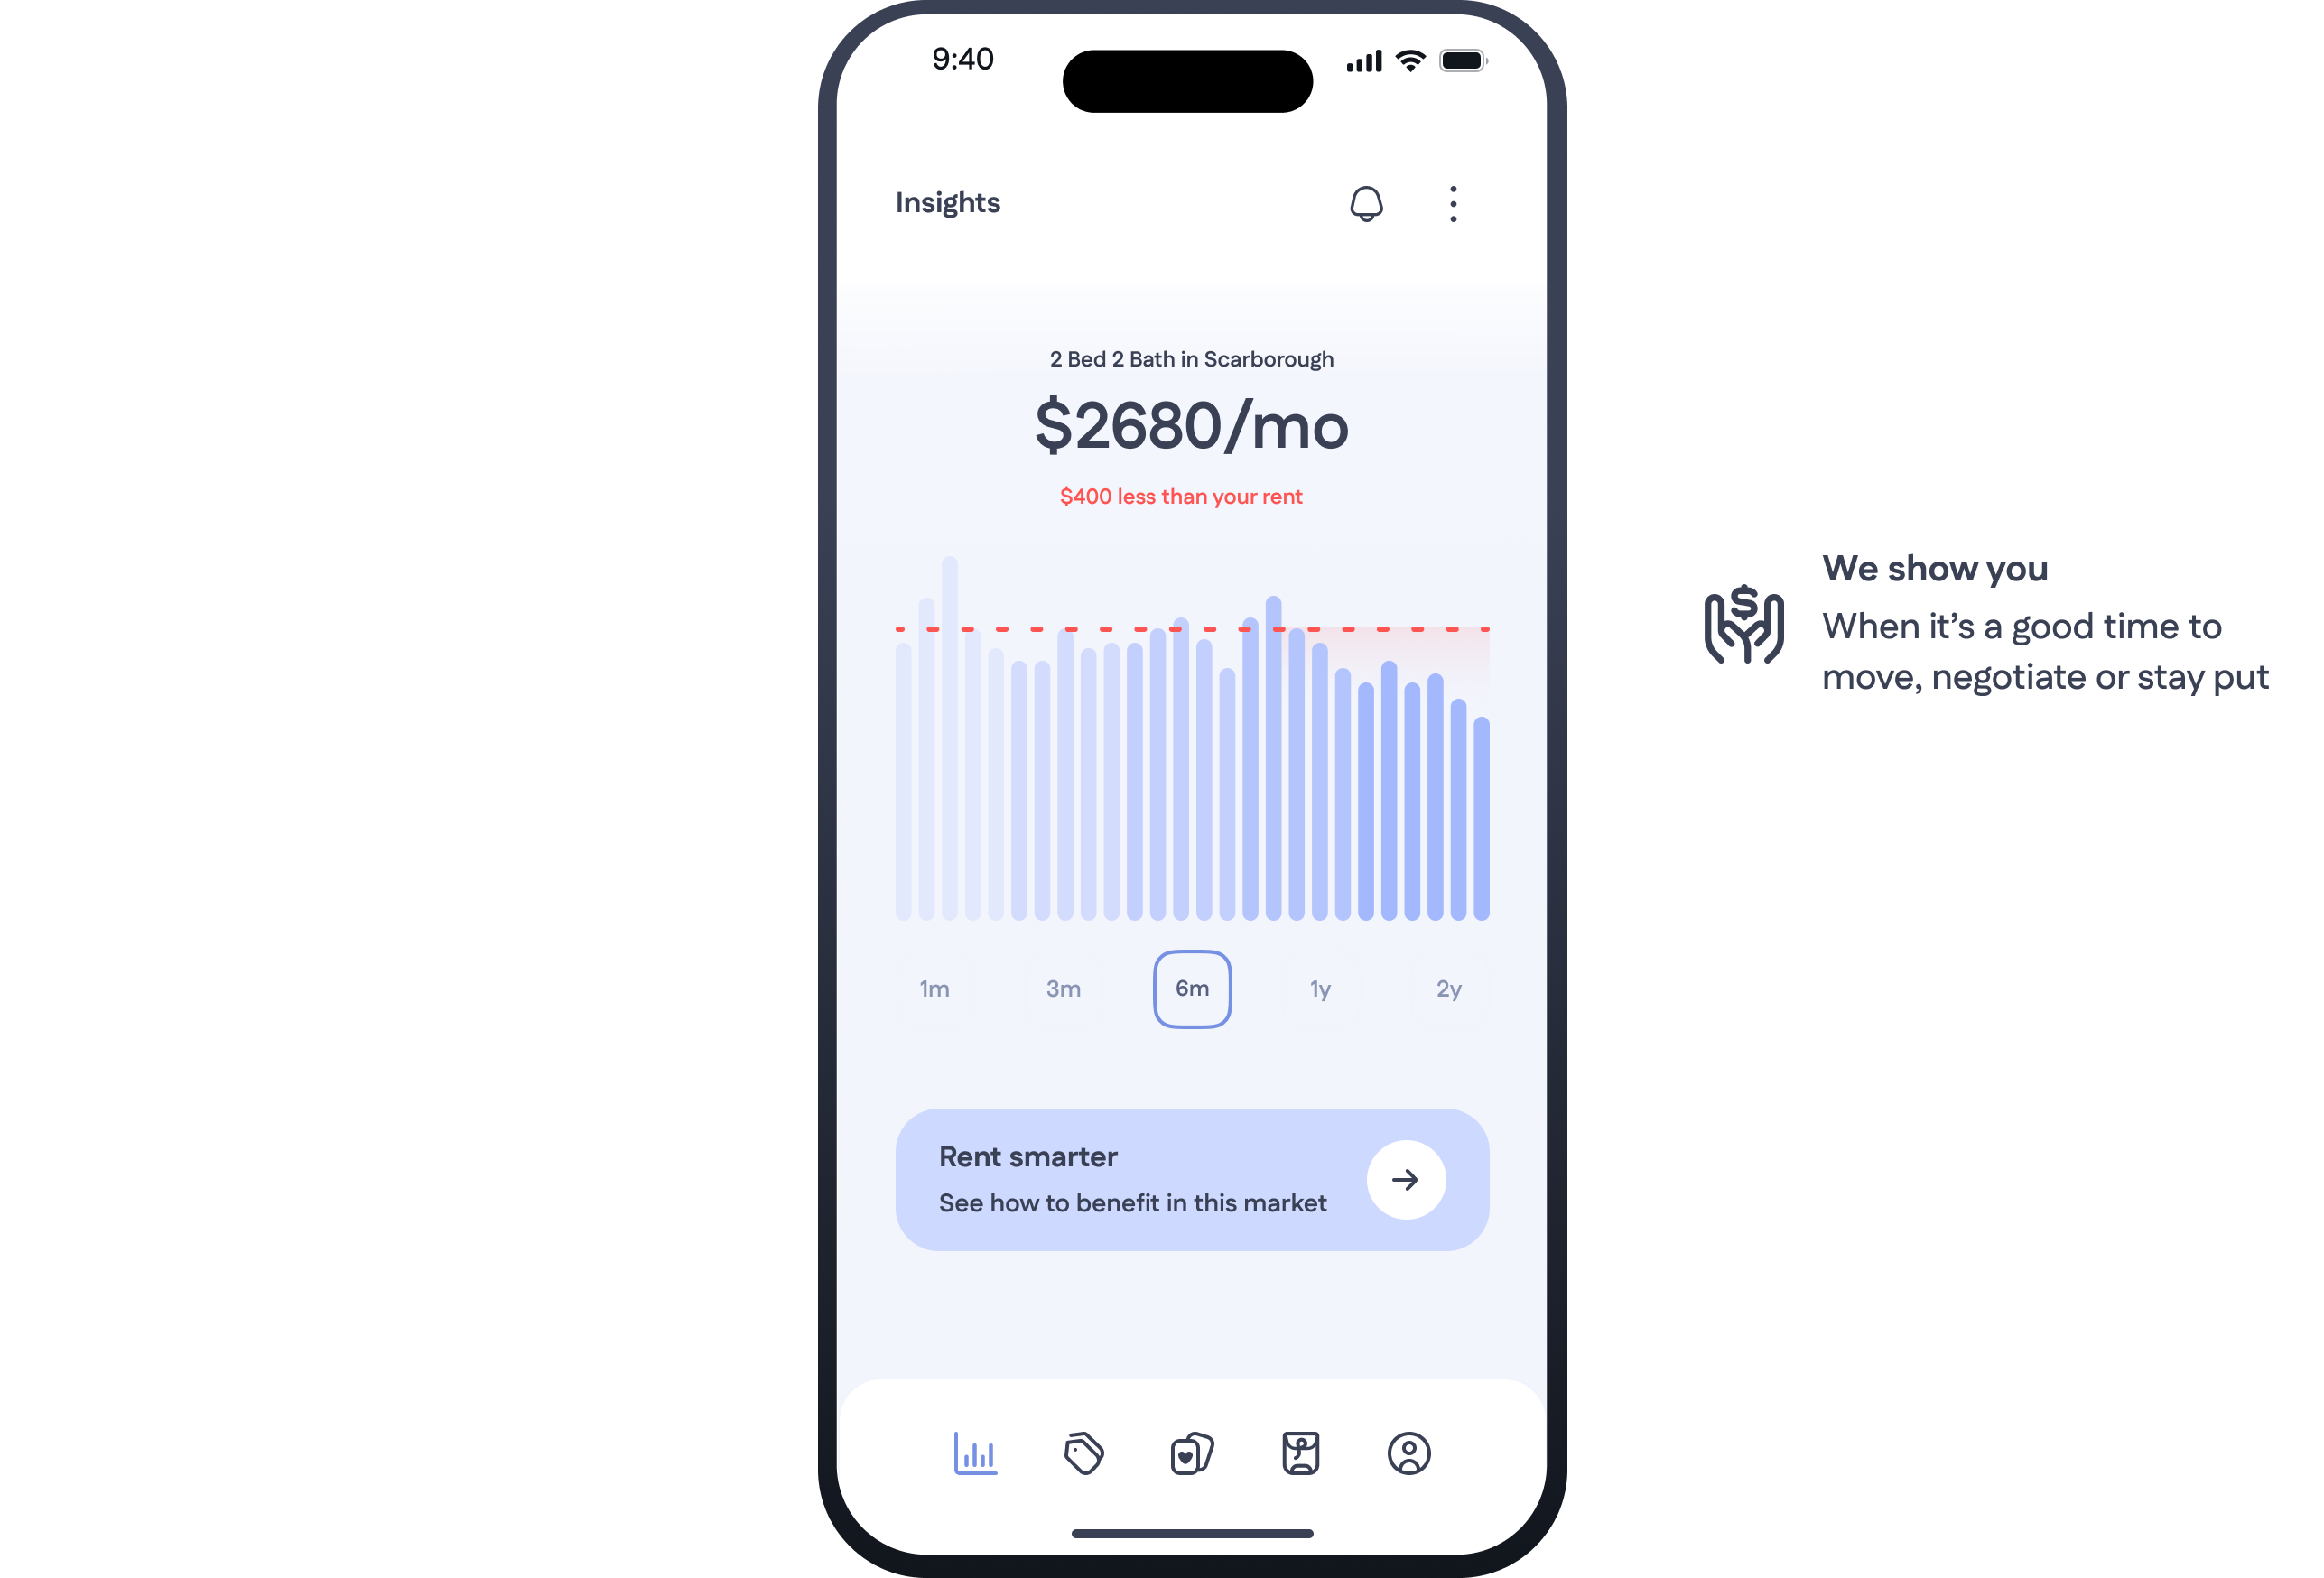 9:40
Insights
2 Bed 2 Bath in Scarborough
$2680/mo
$400 less than your rent
1m
3m
6m
1y
2y
Rent smarter
See how to benefit in this market
We show you
When it’s a good time to
move, negotiate or stay put